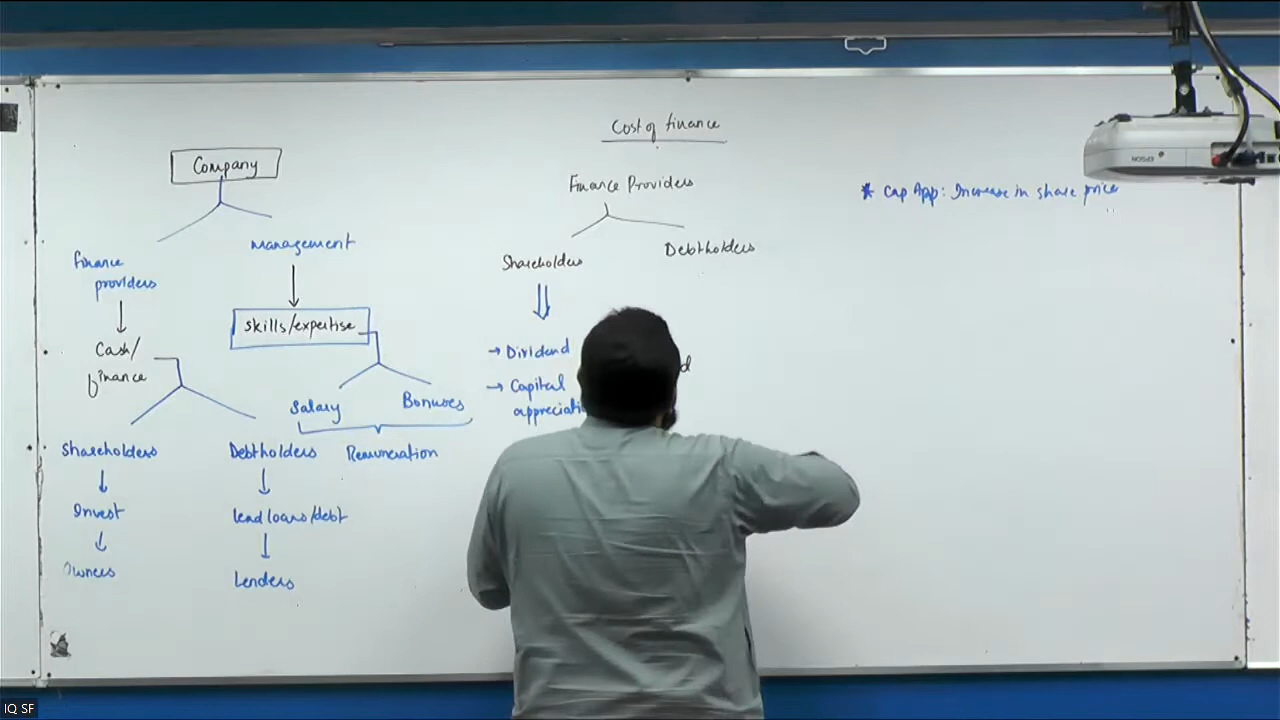 Cost of finance
Company
Finance Providers
* Cap App: Increase in share price
management
finance
providers
Shareholders
Debtholders
skills/expertise
Cash/
finance
→ Dividend
→ Capital
Salary
Bonuses
Shareholders
Debtholders
Remuneration
Invest
lend loans/debt
Owners
Lenders
EPSON
IQ SF